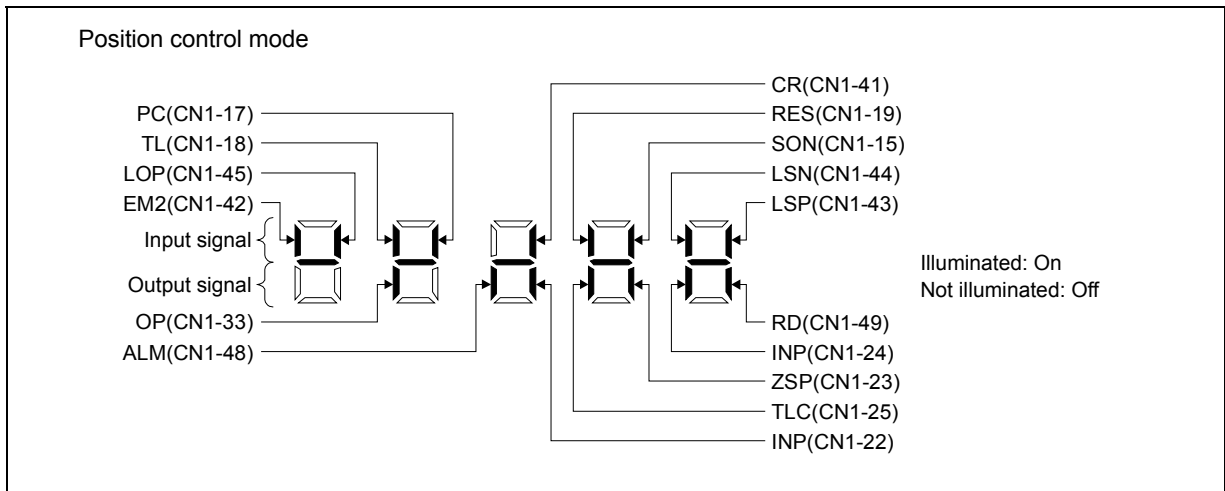 Position control mode
PC(CN1-17)
TL(CN1-18)
LOP(CN1-45)
EM2(CN1-42)
Input signal
Output signal
OP(CN1-33)
ALM(CN1-48)
CR(CN1-41)
RES(CN1-19)
SON(CN1-15)
LSN(CN1-44)
LSP(CN1-43)
RD(CN1-49)
INP(CN1-24)
ZSP(CN1-23)
TLC(CN1-25)
INP(CN1-22)
Illuminated: On
Not illuminated: Off